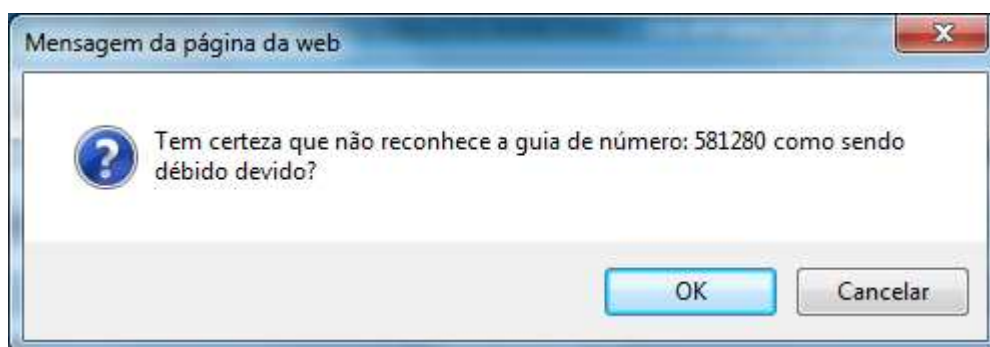 Mensagem da página da web
Tem certeza que não reconhece a guia de número: 581280 como sendo
débido devido?
OK
Cancelar